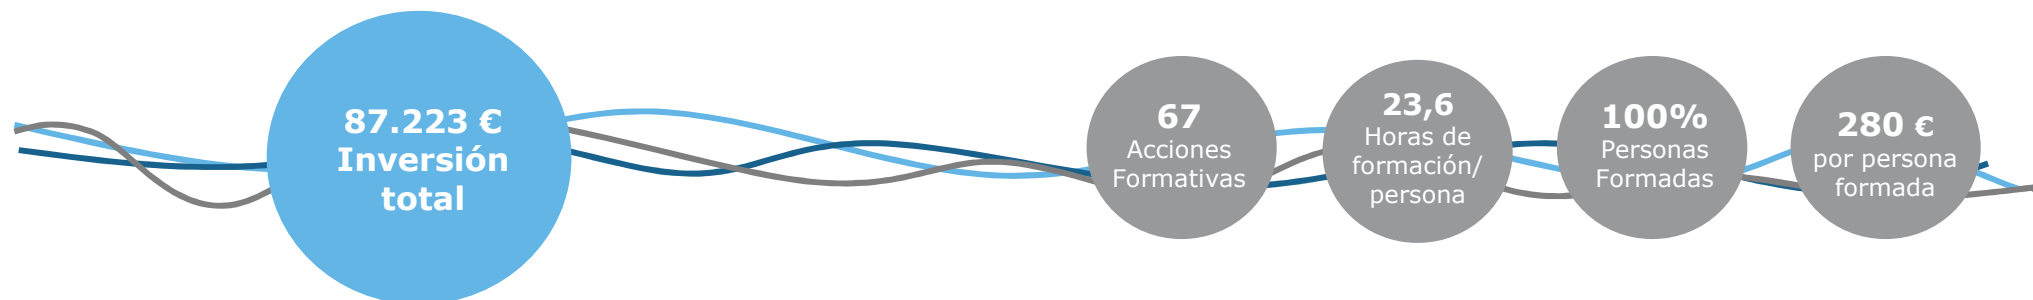 87.223 €
Inversión
total
67
Acciones
Formativas
23,6
Horas de
formación/
persona
100%
Personas
Formadas
280 €
por persona
formada